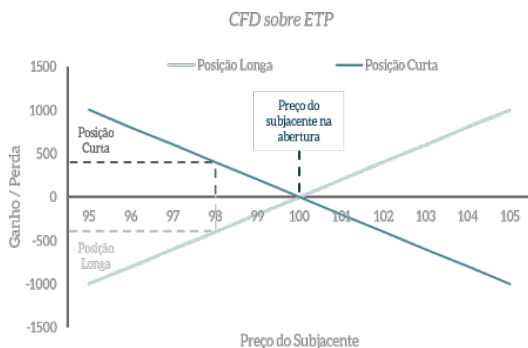 CFD sobre ETP
1500
Posição Longa
Posição Curta
1000
Preço do
subjacente na
abertura
Posição
Curta
500
0
95 96 97 98 99 100 101 102 103 104 105
-500
Posição
Longa
-1000
-1500
Ganho / Perda
Preço do Subjacente